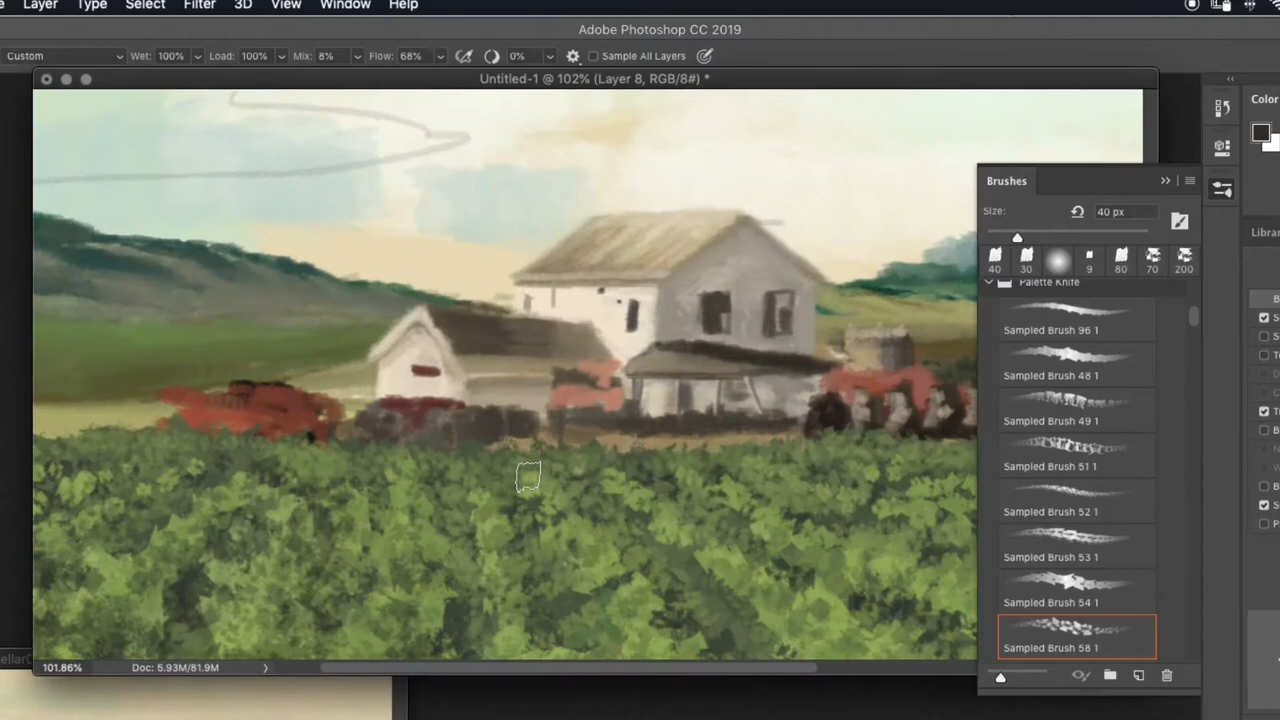 Layer Type Select Filter 3D View Window Help
Adobe Photoshop CC 2019
Custom Wet: 100% Load: 100% Mix: 8% Flow: 68% 0% Sample All Layers
Untitled-1 @ 102% (Layer 8, RGB/8#) *
Color
Brushes
Size: 40 px
Librar
40 30 9 80 70 200
Palette Knife
Sampled Brush 96 1
Sampled Brush 48 1
Sampled Brush 49 1
Sampled Brush 51 1
Sampled Brush 52 1
Sampled Brush 53 1
Sampled Brush 54 1
Sampled Brush 58 1
101.86% Doc: 5.93M/81.9M